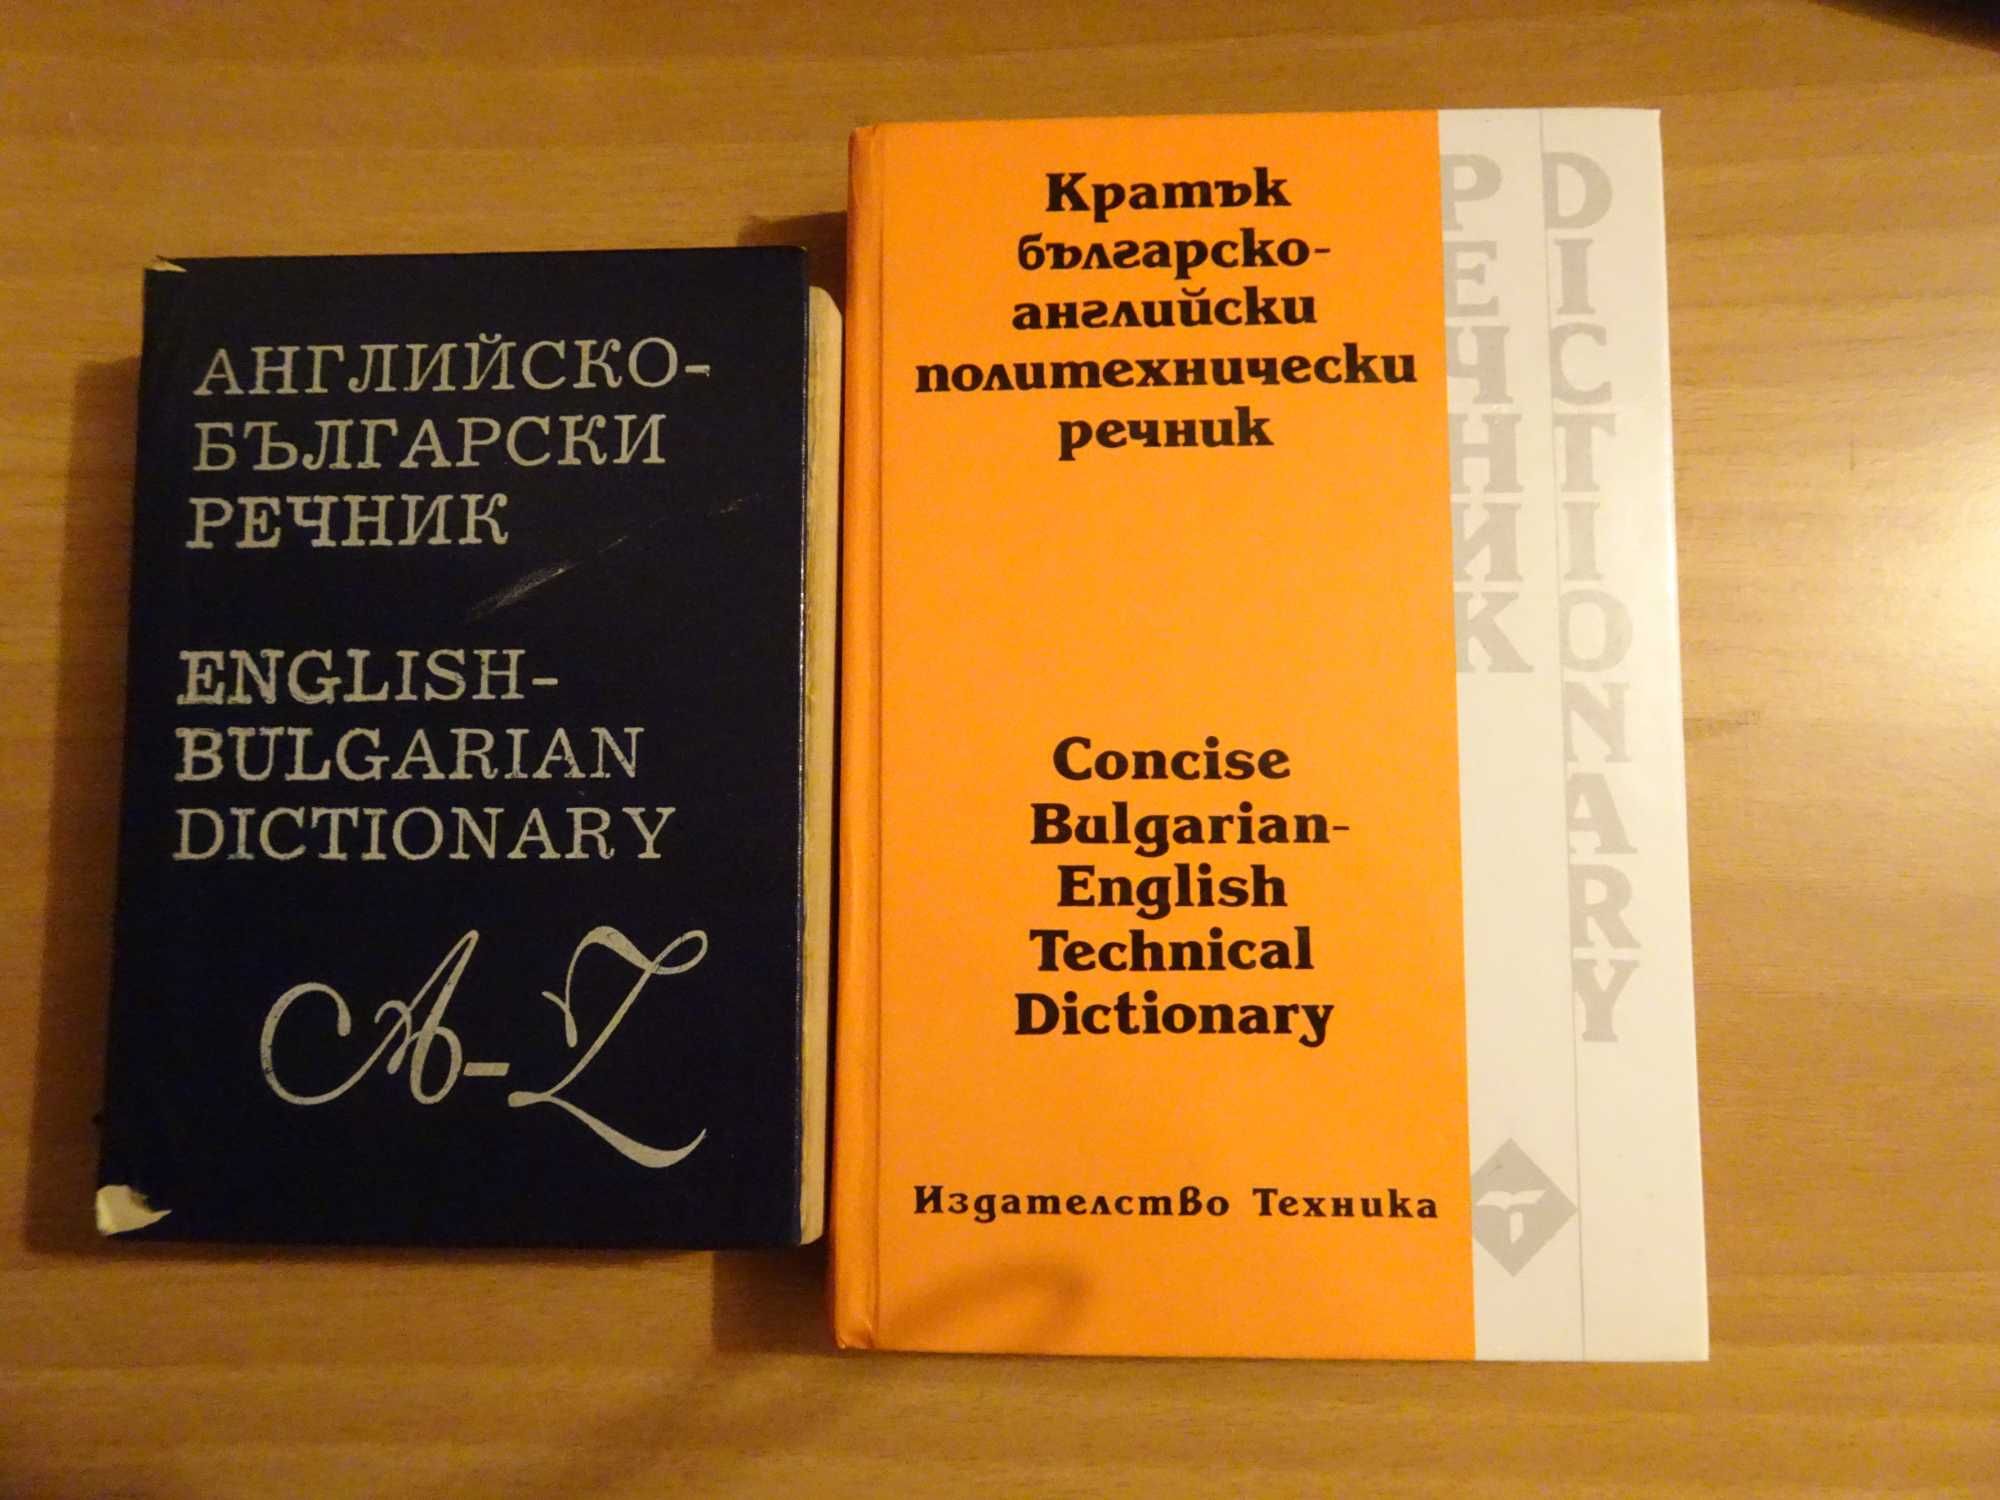 АНГЛИЙСКО-
БЪЛГАРСКИ
РЕЧНИК
ENGLISH-
BULGARIAN
DICTIONARY
A-Z
Кратък
българско-
английски
политехнически
речник
Concise
Bulgarian-
English
Technical
Dictionary
Издателство Техника
РЕЧНИК
DICTIONARY